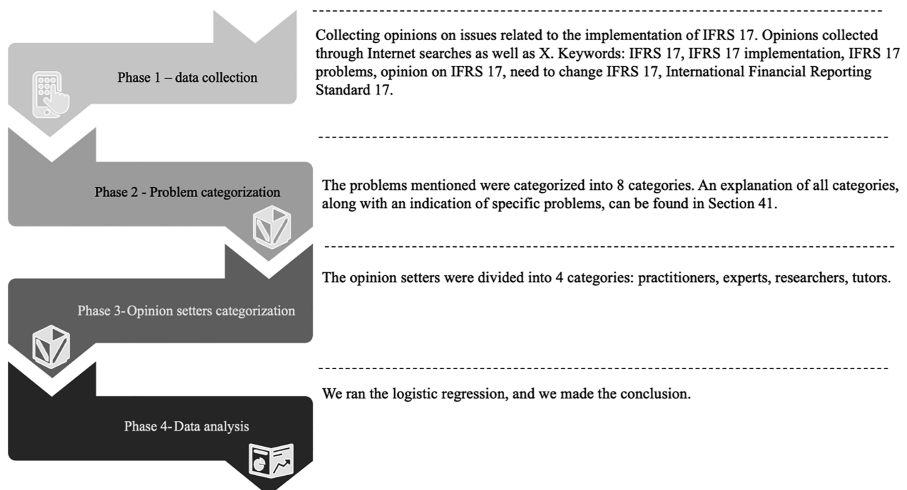 Collecting opinions on issues related to the implementation of IFRS 17. Opinions collected
through Internet searches as well as X. Keywords: IFRS 17, IFRS 17 implementation, IFRS 17
problems, opinion on IFRS 17, need to change IFRS 17, International Financial Reporting
Standard 17.
Phase 1 – data collection
Phase 2 - Problem categorization
The problems mentioned were categorized into 8 categories. An explanation of all categories,
along with an indication of specific problems, can be found in Section 41.
The opinion setters were divided into 4 categories: practitioners, experts, researchers, tutors.
Phase 3-Opinion setters categorization
We ran the logistic regression, and we made the conclusion.
Phase 4-Data analysis